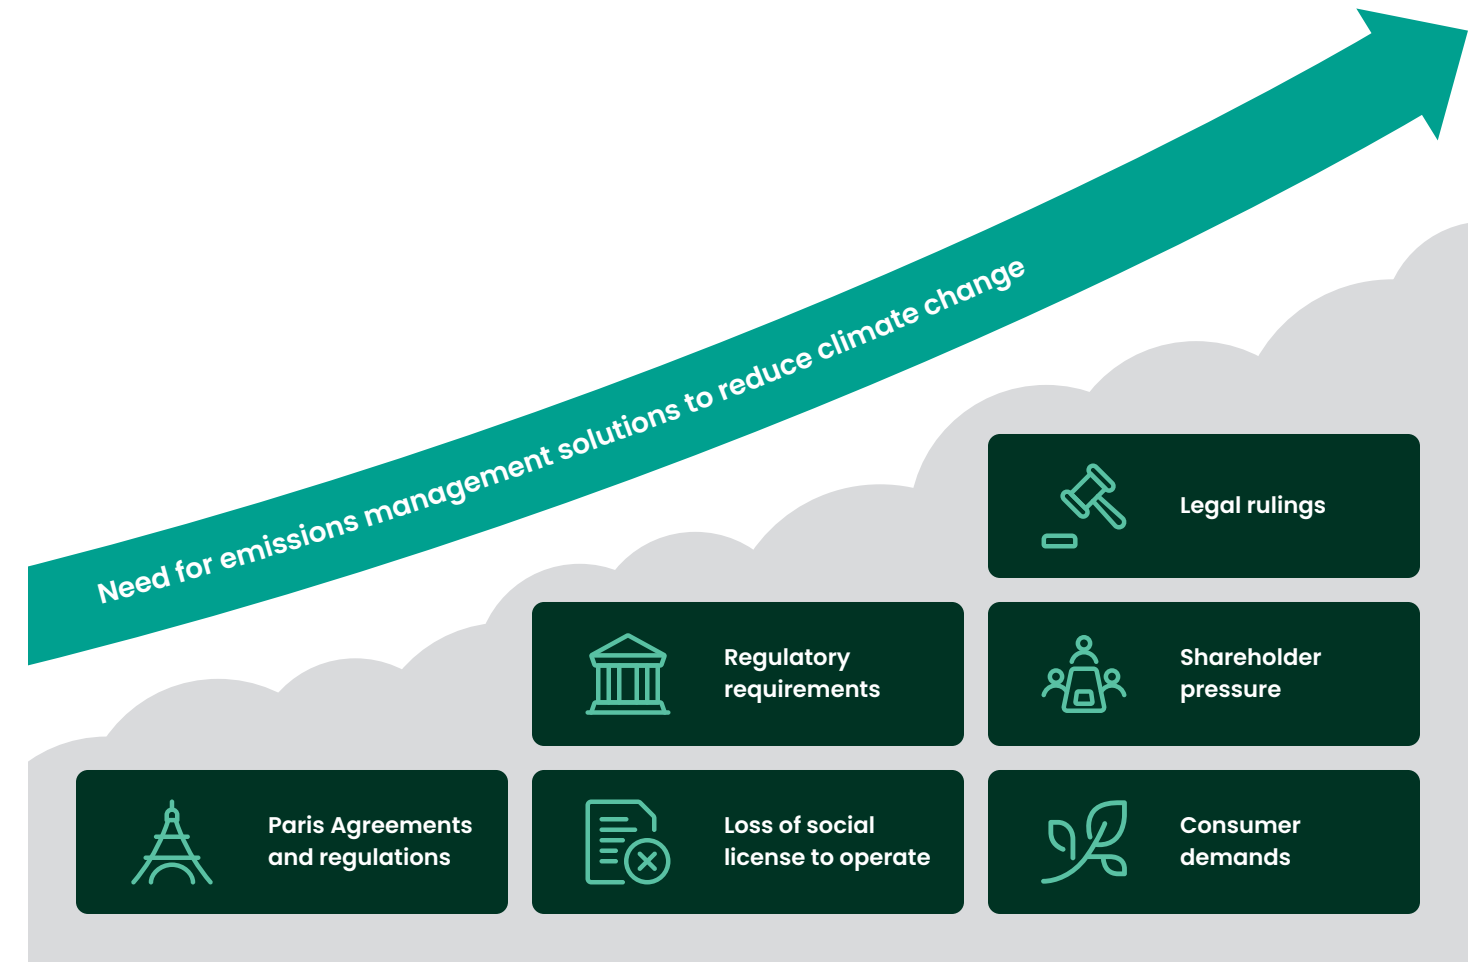 Need for emissions management solutions to reduce climate change
Legal rulings
Regulatory
requirements
Shareholder
pressure
Paris Agreements
and regulations
Loss of social
license to operate
Consumer
demands